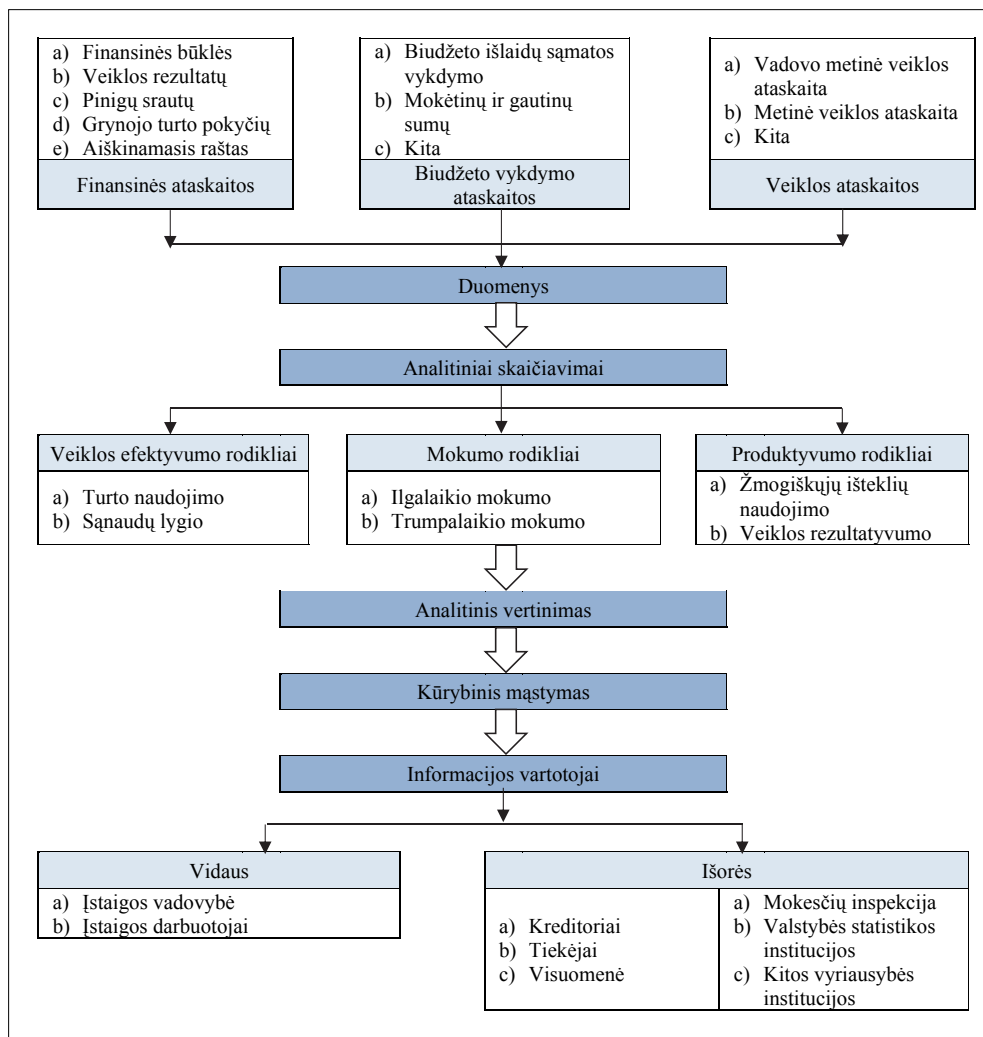 a) Finansinės būklės
b) Veiklos rezultatų
c) Pinigų srautų
d) Grynojo turto pokyčių
e) Aiškinamasis raštas
Finansinės ataskaitos
a) Biudžeto išlaidų sąmatos
vykdymo
b) Mokėtinų ir gautinų
sumų
c) Kita
Biudžeto vykdymo
ataskaitos
a) Vadovo metinė veiklos
ataskaita
b) Metinė veiklos ataskaita
c) Kita
Veiklos ataskaitos
Duomenys
Analitiniai skaičiavimai
Veiklos efektyvumo rodikliai
a) Turto naudojimo
b) Sąnaudų lygio
Mokumo rodikliai
a) Ilgalaikio mokumo
b) Trumpalaikio mokumo
Produktyvumo rodikliai
a) Žmogiškųjų išteklių
naudojimo
b) Veiklos rezultatyvumo
Analitinis vertinimas
Kūrybinis mąstymas
Informacijos vartotojai
Vidaus
a) Įstaigos vadovybė
b) Įstaigos darbuotojai
Išorės
a) Kreditoriai
b) Tiekėjai
c) Visuomenė
a) Mokesčių inspekcija
b) Valstybės statistikos
institucijos
c) Kitos vyriausybės
institucijos